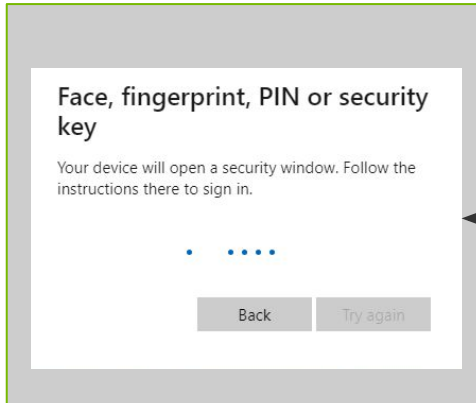 Face, fingerprint, PIN or security
key
Your device will open a security window. Follow the
instructions there to sign in.
Back
Try again